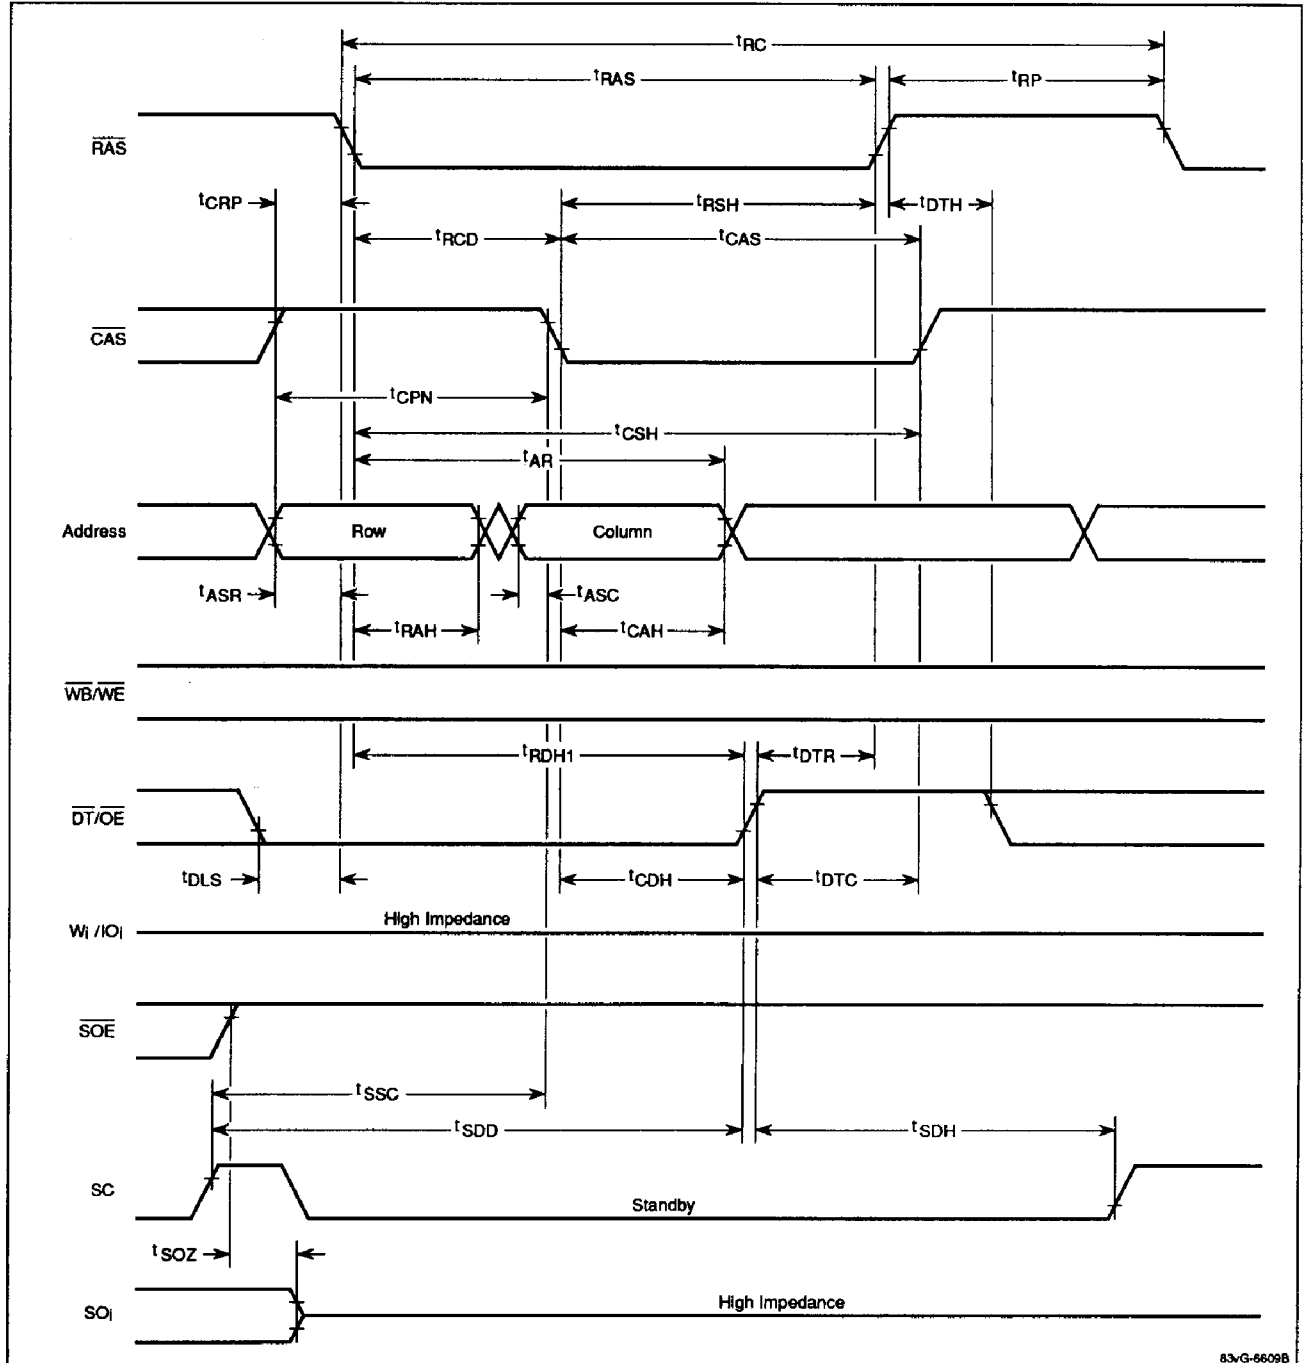 tRC
tRAS
tRP
RAS
tCRP
tRSH
tDTH
tRCD
tCAS
CAS
tCPN
tCSH
tAR
Address
Row
Column
tASR
tASC
tRAH
tCAH
WB/WE
tRDH1
tDTR
DT/OE
tDLS
tCDH
tDTC
High Impedance
Wi /IOi
SOE
tSSC
tSDD
tSDH
SC
Standby
tSOZ
SOi
High Impedance
83vG-6609B